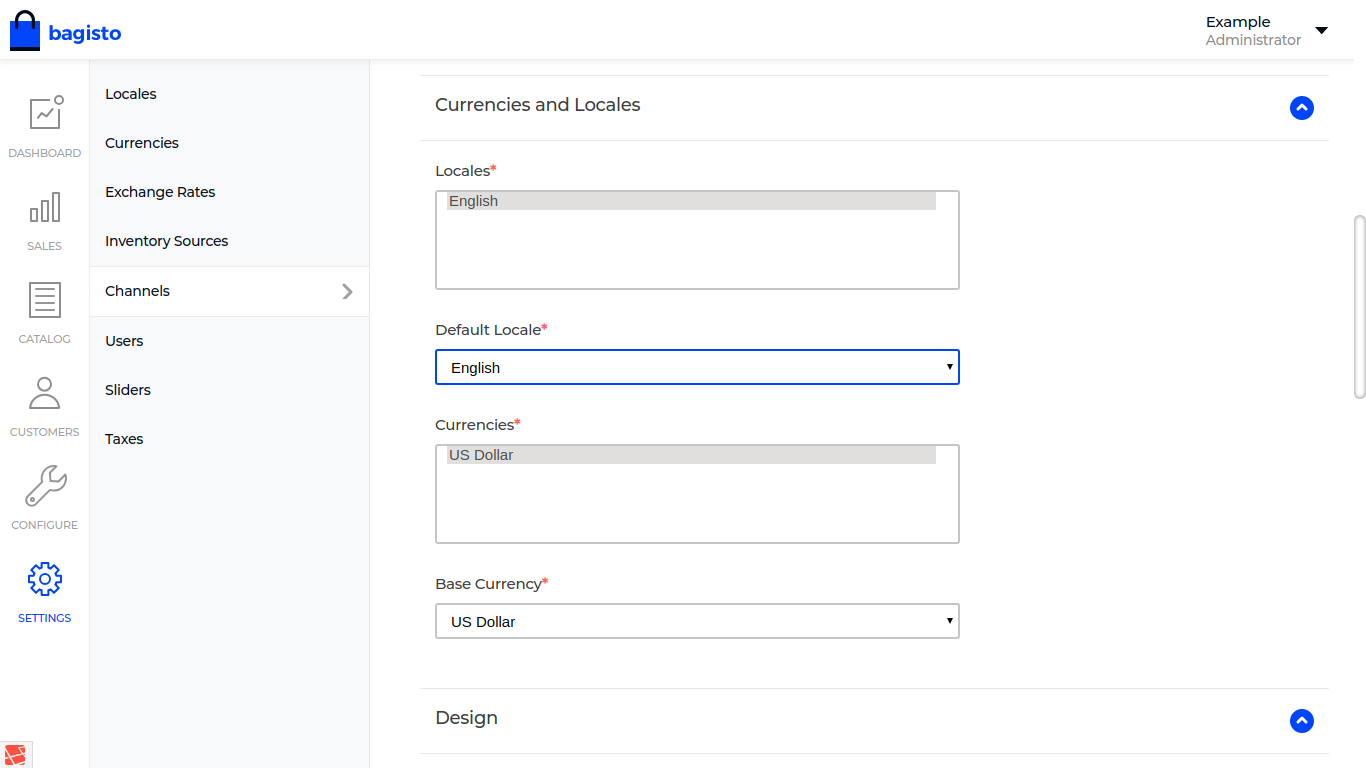 bagisto
Example
Administrator
DASHBOARD
SALES
CATALOG
CUSTOMERS
CONFIGURE
SETTINGS
Locales
Currencies
Exchange Rates
Inventory Sources
Channels
Users
Sliders
Taxes
Currencies and Locales
Locales*
English
Default Locale*
English
Currencies*
US Dollar
Base Currency*
US Dollar
Design